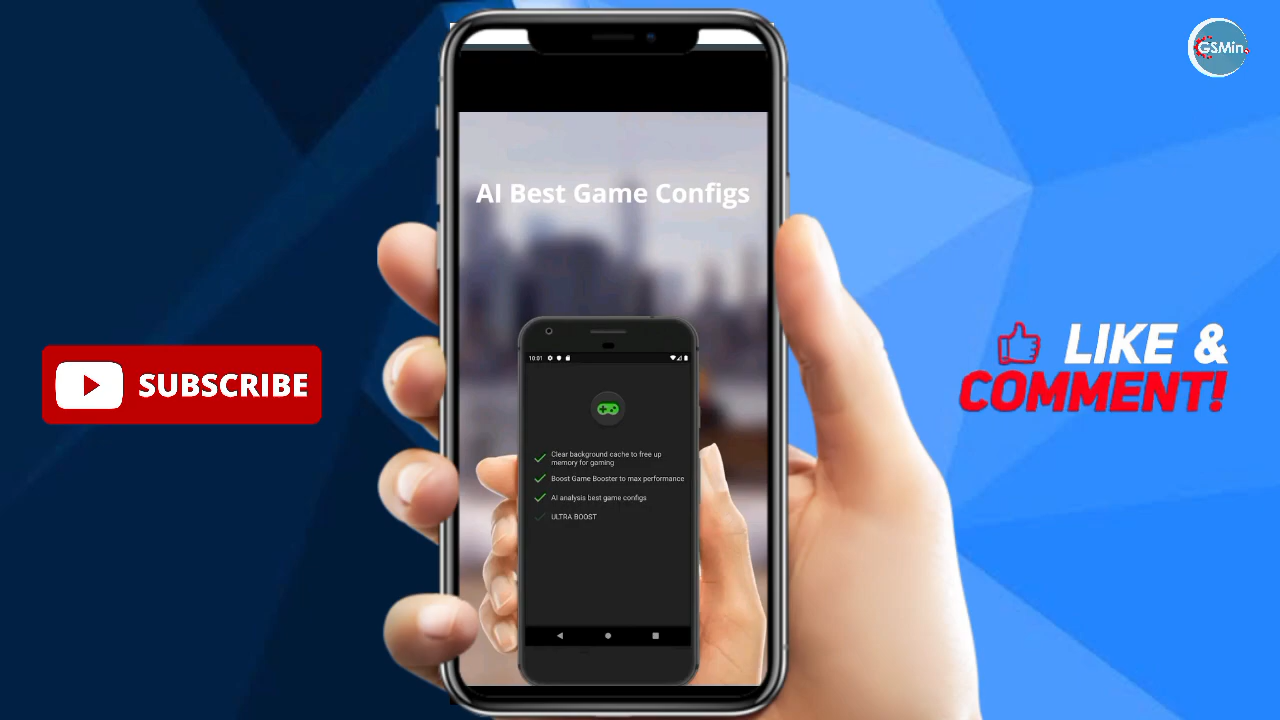 GSMin
AI Best Game Configs
SUBSCRIBE
LIKE &
COMMENT!
10:01
Clear background cache to free up
memory for gaming
Boost Game Booster to max performance
AI analysis best game configs
ULTRA BOOST